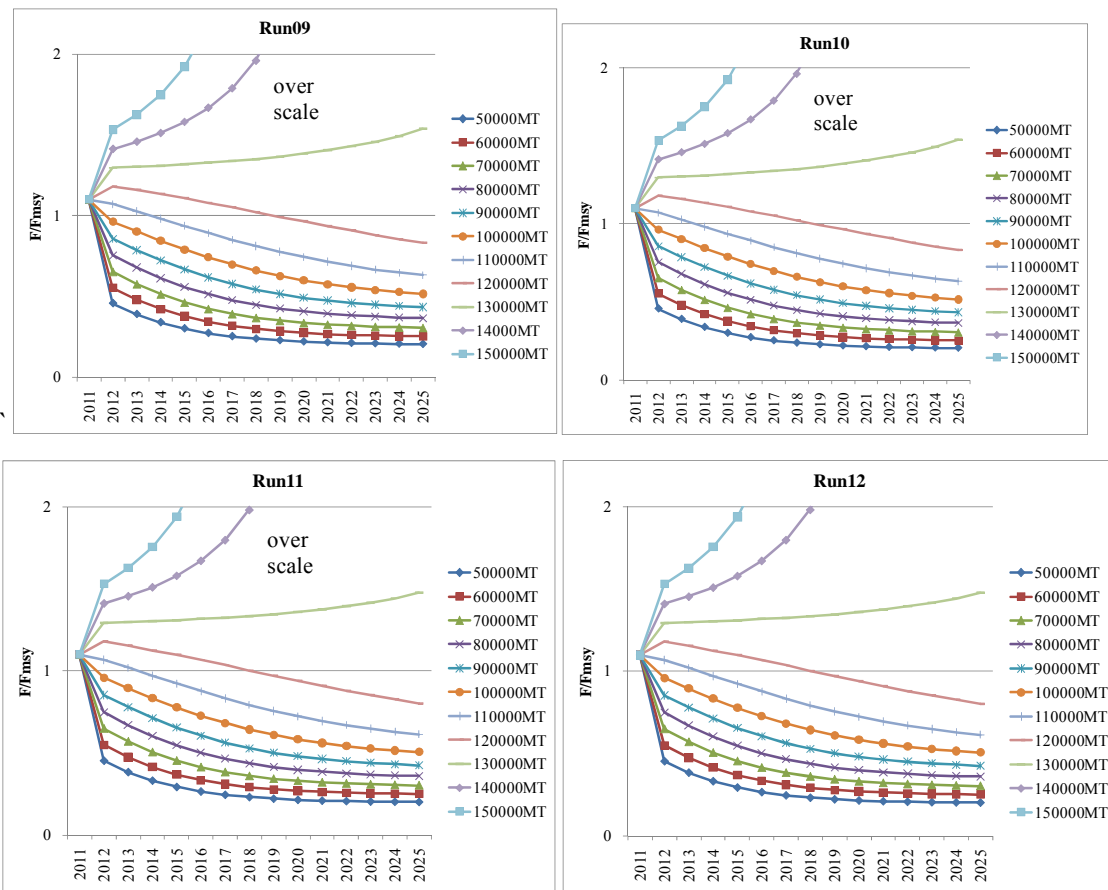 Run09
2
1
0
F/Fmsy
over
scale
50000MT
60000MT
70000MT
80000MT
90000MT
100000MT
110000MT
120000MT
130000MT
14000MT
150000MT
2011 2012 2013 2014 2015 2016 2017 2018 2019 2020 2021 2022 2023 2024 2025
`
Run10
2
1
0
F/Fmsy
over
scale
50000MT
60000MT
70000MT
80000MT
90000MT
100000MT
110000MT
120000MT
130000MT
14000MT
150000MT
2011 2012 2013 2014 2015 2016 2017 2018 2019 2020 2021 2022 2023 2024 2025
Run11
2
1
0
F/Fmsy
over
scale
50000MT
60000MT
70000MT
80000MT
90000MT
100000MT
110000MT
120000MT
130000MT
140000MT
150000MT
2011 2012 2013 2014 2015 2016 2017 2018 2019 2020 2021 2022 2023 2024 2025
Run12
2
1
0
F/Fmsy
50000MT
60000MT
70000MT
80000MT
90000MT
100000MT
110000MT
120000MT
130000MT
140000MT
150000MT
2011 2012 2013 2014 2015 2016 2017 2018 2019 2020 2021 2022 2023 2024 2025